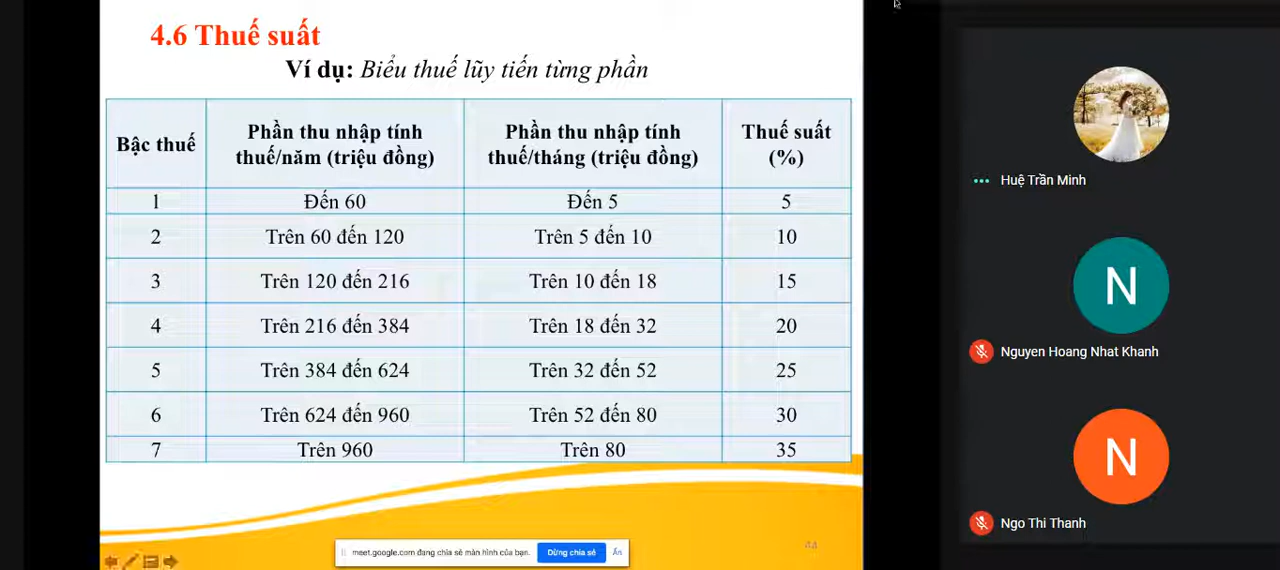 4.6 Thuế suất
Ví dụ: Biểu thuế lũy tiến từng phần
Bậc thuế
Phần thu nhập tính
thuế/năm (triệu đồng)
Phần thu nhập tính
thuế/tháng (triệu đồng)
Thuế suất
(%)
1
Đến 60
Đến 5
5
2
Trên 60 đến 120
Trên 5 đến 10
10
3
Trên 120 đến 216
Trên 10 đến 18
15
4
Trên 216 đến 384
Trên 18 đến 32
20
5
Trên 384 đến 624
Trên 32 đến 52
25
6
Trên 624 đến 960
Trên 52 đến 80
30
7
Trên 960
Trên 80
35
44
meet.google.com đang chia sẻ màn hình của bạn.
Dừng chia sẻ
Ẩn
Huệ Trần Minh
N
Nguyen Hoang Nhat Khanh
N
Ngo Thi Thanh